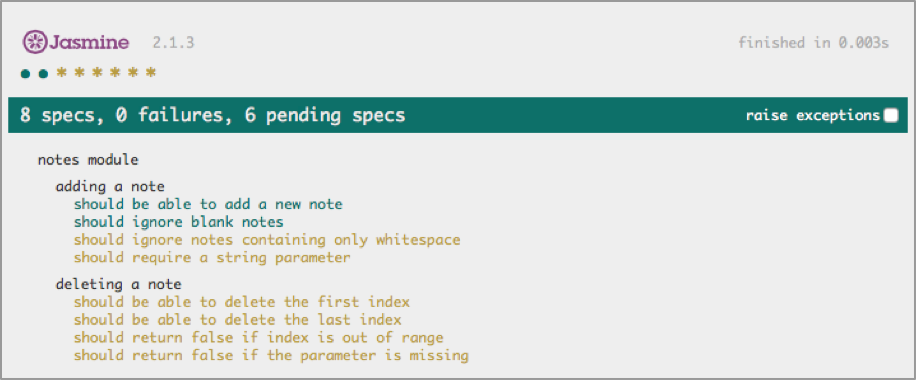 Jasmine 2.1.3 finished in 0.003s
• • * * * * * *
8 specs, 0 failures, 6 pending specs raise exceptions
notes module
adding a note
should be able to add a new note
should ignore blank notes
should ignore notes containing only whitespace
should require a string parameter
deleting a note
should be able to delete the first index
should be able to delete the last index
should return false if index is out of range
should return false if the parameter is missing